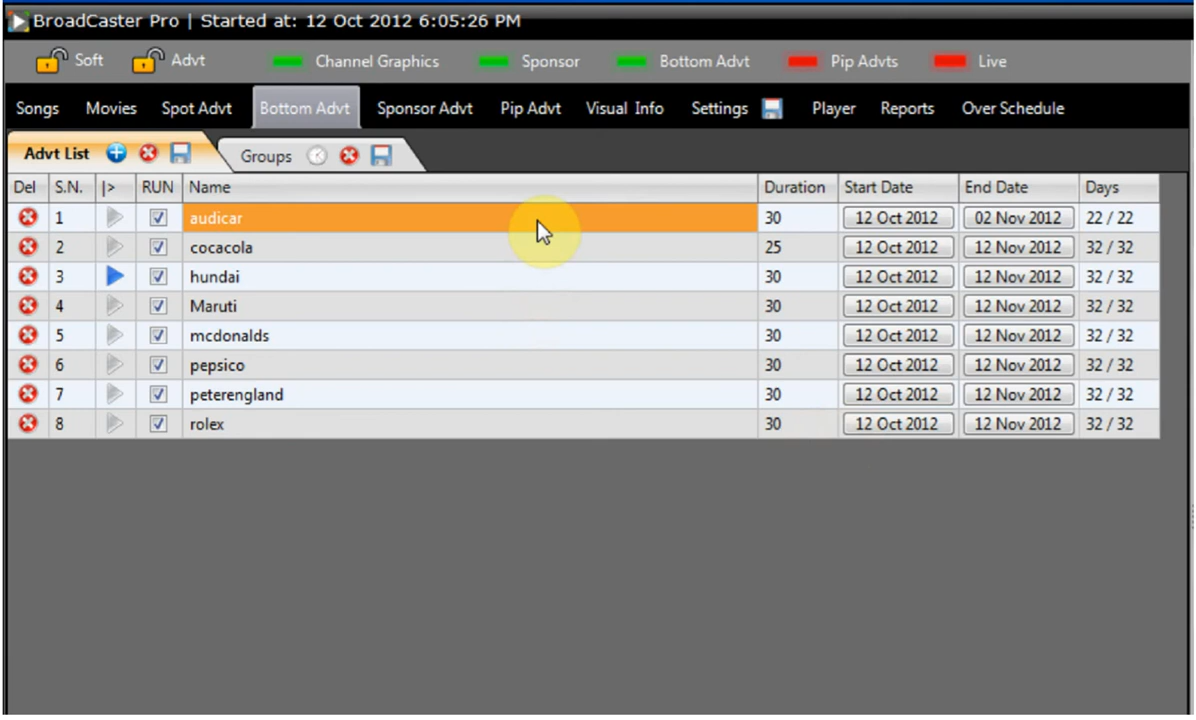 BroadCaster Pro | Started at: 12 Oct 2012 6:05:26 PM
Soft Advt Channel Graphics Sponsor Bottom Advt Pip Advts Live
Songs Movies Spot Advt Bottom Advt Sponsor Advt Pip Advt Visual Info Settings Player Reports Over Schedule
Advt List Groups
Del S.N. |> RUN Name Duration Start Date End Date Days
1 audicar 30 12 Oct 2012 02 Nov 2012 22 / 22
2 cocacola 25 12 Oct 2012 12 Nov 2012 32 / 32
3 hundai 30 12 Oct 2012 12 Nov 2012 32 / 32
4 Maruti 30 12 Oct 2012 12 Nov 2012 32 / 32
5 mcdonalds 30 12 Oct 2012 12 Nov 2012 32 / 32
6 pepsico 30 12 Oct 2012 12 Nov 2012 32 / 32
7 peterengland 30 12 Oct 2012 12 Nov 2012 32 / 32
8 rolex 30 12 Oct 2012 12 Nov 2012 32 / 32